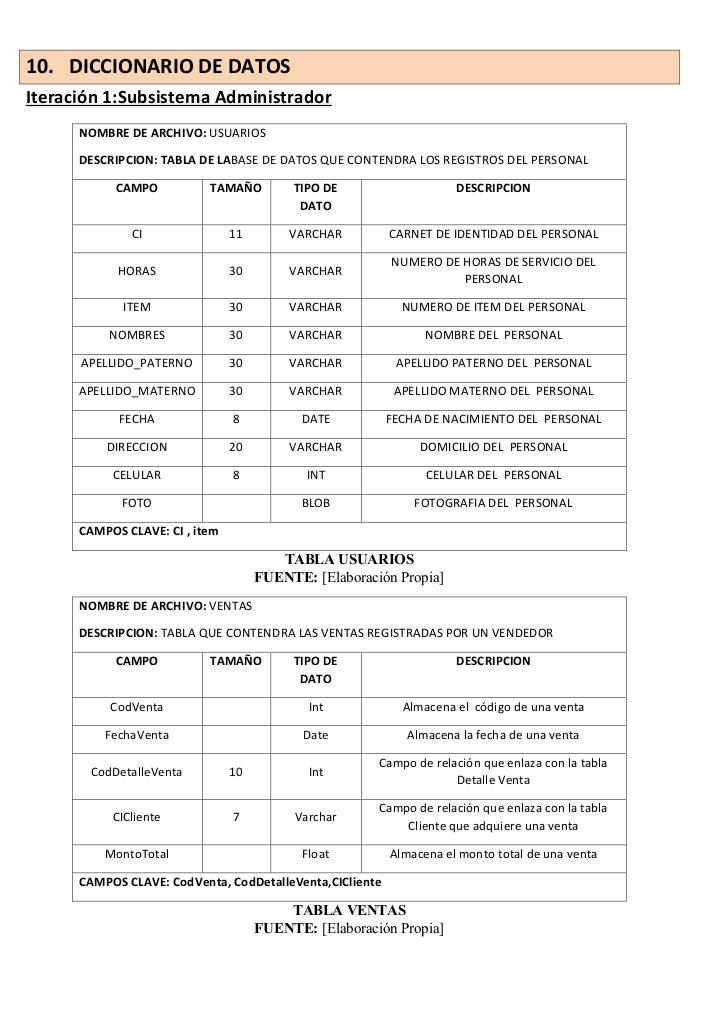 10. DICCIONARIO DE DATOS
Iteración 1:Subsistema Administrador
NOMBRE DE ARCHIVO: USUARIOS
DESCRIPCION: TABLA DE LABASE DE DATOS QUE CONTENDRA LOS REGISTROS DEL PERSONAL
CAMPO TAMAÑO TIPO DE DATO DESCRIPCION
CI 11 VARCHAR CARNET DE IDENTIDAD DEL PERSONAL
HORAS 30 VARCHAR NUMERO DE HORAS DE SERVICIO DEL PERSONAL
ITEM 30 VARCHAR NUMERO DE ITEM DEL PERSONAL
NOMBRES 30 VARCHAR NOMBRE DEL PERSONAL
APELLIDO_PATERNO 30 VARCHAR APELLIDO PATERNO DEL PERSONAL
APELLIDO_MATERNO 30 VARCHAR APELLIDO MATERNO DEL PERSONAL
FECHA 8 DATE FECHA DE NACIMIENTO DEL PERSONAL
DIRECCION 20 VARCHAR DOMICILIO DEL PERSONAL
CELULAR 8 INT CELULAR DEL PERSONAL
FOTO BLOB FOTOGRAFIA DEL PERSONAL
CAMPOS CLAVE: CI , item
TABLA USUARIOS
FUENTE: [Elaboración Propia]
NOMBRE DE ARCHIVO: VENTAS
DESCRIPCION: TABLA QUE CONTENDRA LAS VENTAS REGISTRADAS POR UN VENDEDOR
CAMPO TAMAÑO TIPO DE DATO DESCRIPCION
CodVenta Int Almacena el código de una venta
FechaVenta Date Almacena la fecha de una venta
CodDetalleVenta 10 Int Campo de relación que enlaza con la tabla Detalle Venta
CICliente 7 Varchar Campo de relación que enlaza con la tabla Cliente que adquiere una venta
MontoTotal Float Almacena el monto total de una venta
CAMPOS CLAVE: CodVenta, CodDetalleVenta,CICliente
TABLA VENTAS
FUENTE: [Elaboración Propia]